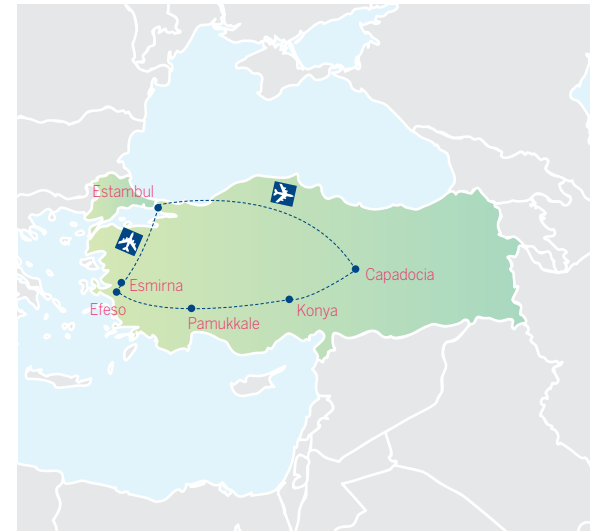 Estambul
Capadocia
Esmirna
Efeso
Konya
Pamukkale